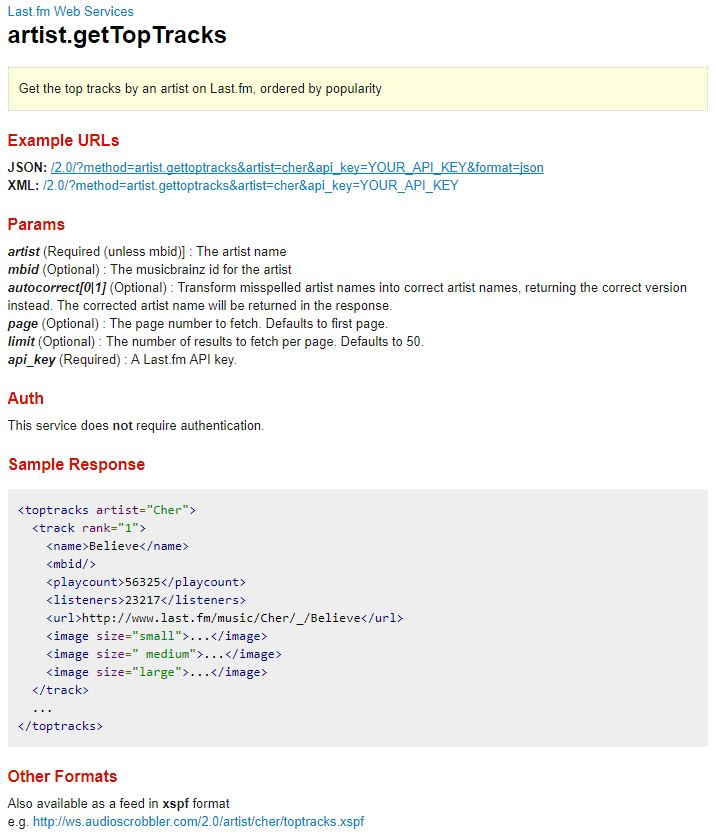 Last.fm Web Services
artist.getTopTracks
Get the top tracks by an artist on Last.fm, ordered by popularity
Example URLs
JSON: /2.0/?method=artist.gettoptracks&artist=cher&api_key=YOUR_API_KEY&format=json
XML: /2.0/?method=artist.gettoptracks&artist=cher&api_key=YOUR_API_KEY
Params
artist (Required (unless mbid)] : The artist name
mbid (Optional) : The musicbrainz id for the artist
autocorrect[0|1] (Optional) : Transform misspelled artist names into correct artist names, returning the correct version
instead. The corrected artist name will be returned in the response.
page (Optional) : The page number to fetch. Defaults to first page.
limit (Optional) : The number of results to fetch per page. Defaults to 50.
api_key (Required) : A Last.fm API key.
Auth
This service does not require authentication.
Sample Response
<toptracks artist="Cher">
  <track rank="1">
    <name>Believe</name>
    <mbid/>
    <playcount>56325</playcount>
    <listeners>23217</listeners>
    <url>http://www.last.fm/music/Cher/_/Believe</url>
    <image size="small">...</image>
    <image size=" medium">...</image>
    <image size="large">...</image>
  </track>
  ...
</toptracks>
Other Formats
Also available as a feed in xspf format
e.g. http://ws.audioscrobbler.com/2.0/artist/cher/toptracks.xspf